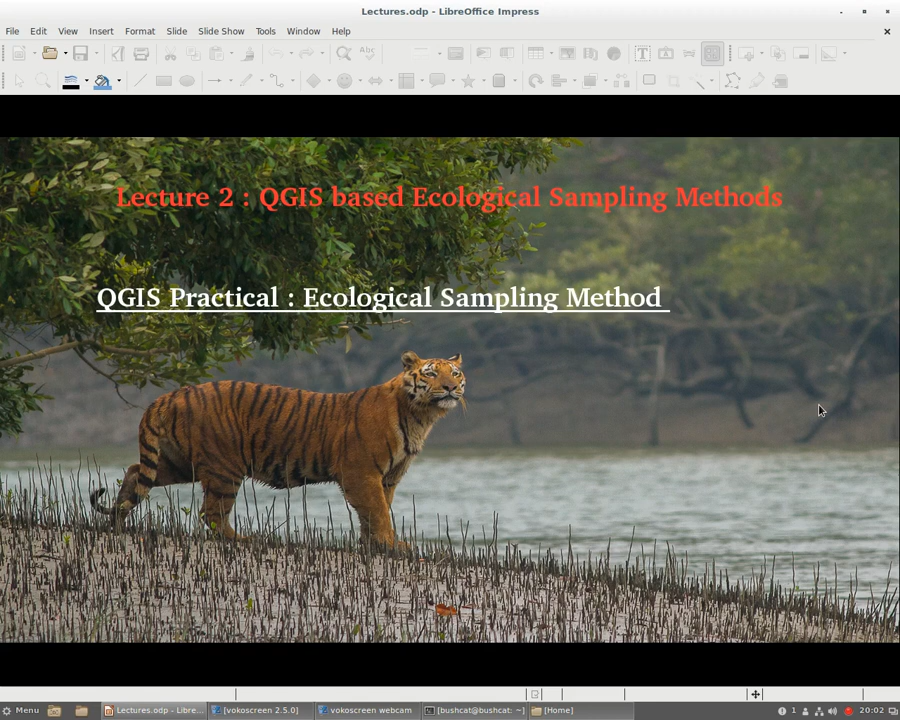 Lectures.odp - LibreOffice Impress
File Edit View Insert Format Slide Slide Show Tools Window Help
Abc
T
Lecture 2 : QGIS based Ecological Sampling Methods
QGIS Practical : Ecological Sampling Method
Menu Lectures.odp - Libre... [vokoscreen 2.5.0] vokoscreen webcam [bushcat@bushcat: ~] [Home] 1 20:02